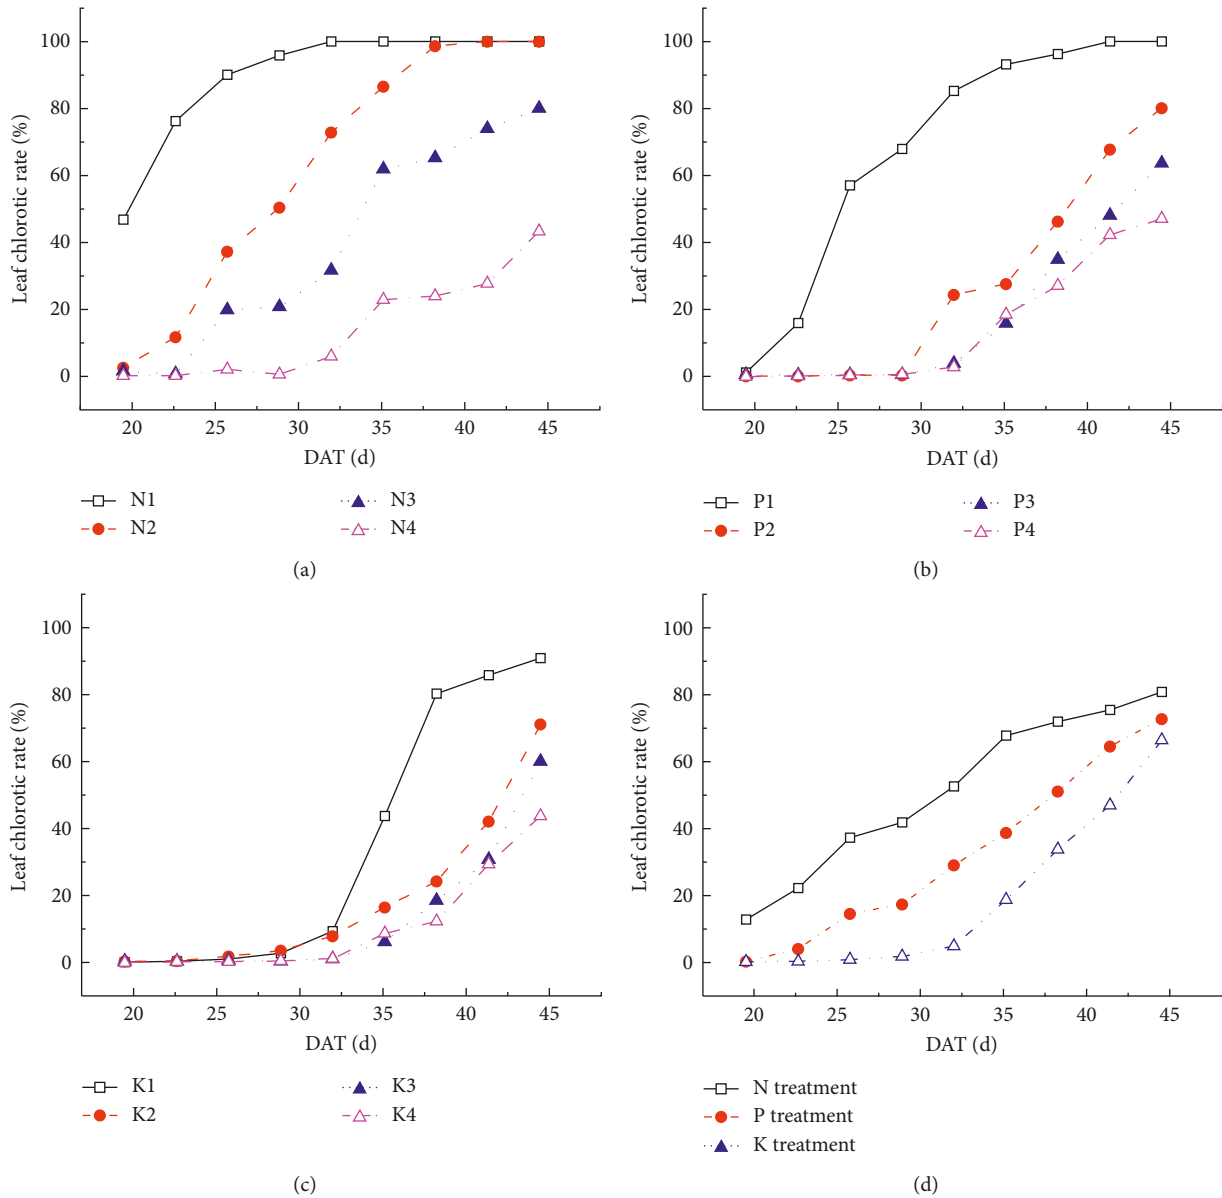 Leaf chlorotic rate (%)
100
80
60
40
20
0
20 25 30 35 40 45
DAT (d)
N1 N3
N2 N4
(a)
Leaf chlorotic rate (%)
100
80
60
40
20
0
20 25 30 35 40 45
DAT (d)
P1 P3
P2 P4
(b)
Leaf chlorotic rate (%)
100
80
60
40
20
0
20 25 30 35 40 45
DAT (d)
K1 K3
K2 K4
(c)
Leaf chlorotic rate (%)
100
80
60
40
20
0
20 25 30 35 40 45
DAT (d)
N treatment
P treatment
K treatment
(d)